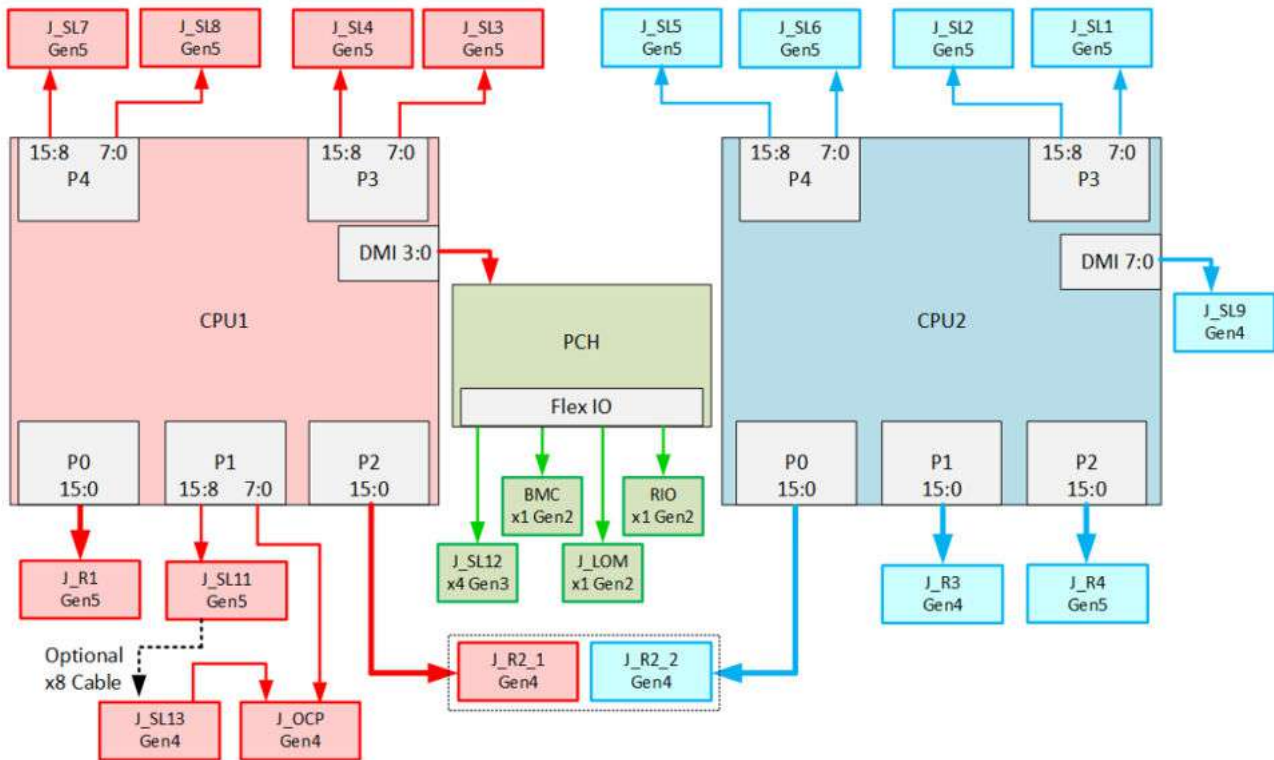 J_SL7
Gen5
J_SL8
Gen5
J_SL4
Gen5
J_SL3
Gen5
J_SL5
Gen5
J_SL6
Gen5
J_SL2
Gen5
J_SL1
Gen5
15:8 7:0
P4
15:8 7:0
P3
15:8 7:0
P4
15:8 7:0
P3
DMI 3:0
DMI 7:0
CPU1
PCH
CPU2
J_SL9
Gen4
Flex IO
P0
15:0
P1
15:8 7:0
P2
15:0
P0
15:0
P1
15:0
P2
15:0
BMC
x1 Gen2
RIO
x1 Gen2
J_SL12
x4 Gen3
J_LOM
x1 Gen2
J_R1
Gen5
J_SL11
Gen5
J_R3
Gen4
J_R4
Gen5
Optional
x8 Cable
J_R2_1
Gen4
J_R2_2
Gen4
J_SL13
Gen4
J_OCP
Gen4